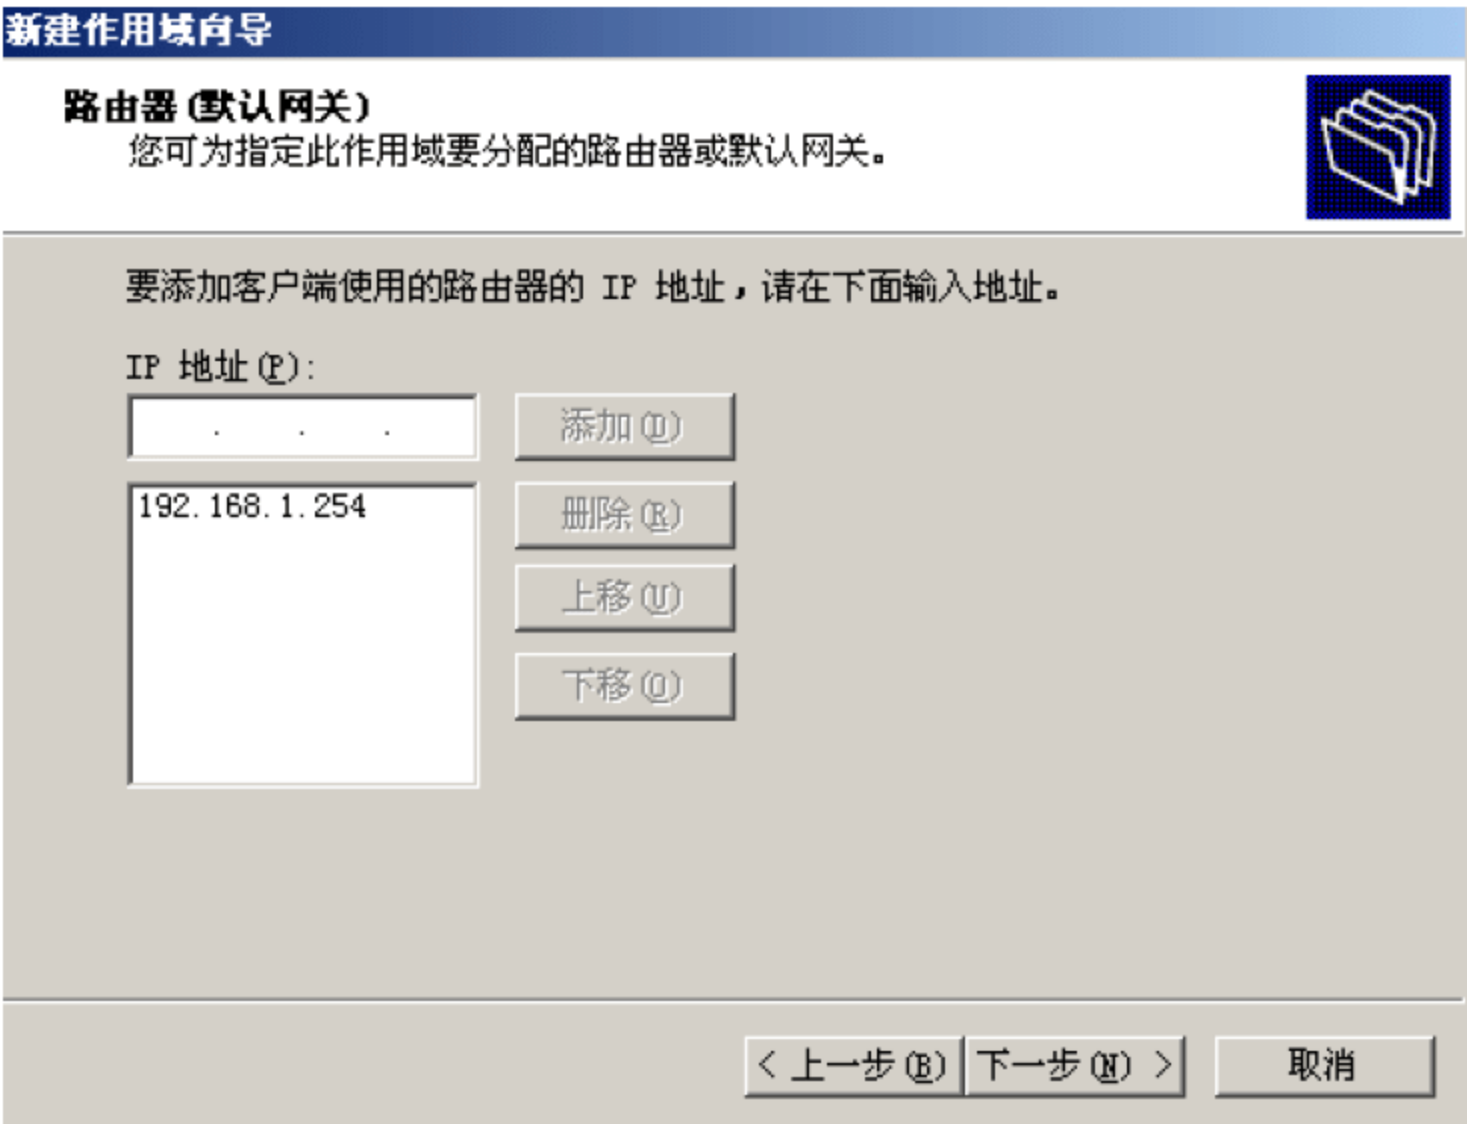 新建作用域向导
路由器(默认网关)
您可为指定此作用域要分配的路由器或默认网关。
要添加客户端使用的路由器的 IP 地址，请在下面输入地址。
IP 地址(P):
. . .
添加(D)
192.168.1.254
删除(R)
上移(U)
下移(O)
< 上一步(B)
下一步(N) >
取消